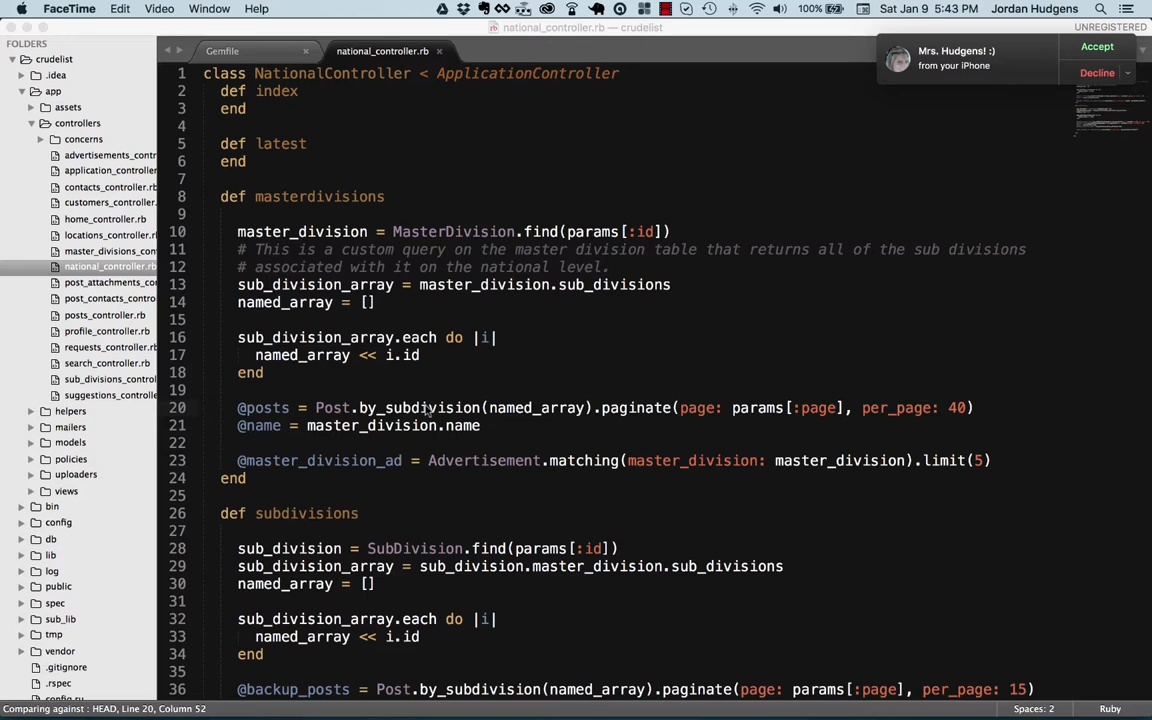 FaceTime Edit Video Window Help 100% Sat Jan 9 5:43 PM Jordan Hudgens
national_controller.rb — crudelist UNREGISTERED
FOLDERS
crudelist
.idea
app
assets
controllers
concerns
advertisements_contr
application_controller
contacts_controller.rb
customers_controller.
home_controller.rb
locations_controller.rb
master_divisions_con
national_controller.rb
post_attachments_co
post_contacts_contro
posts_controller.rb
profile_controller.rb
requests_controller.rb
search_controller.rb
sub_divisions_control
suggestions_controlle
helpers
mailers
models
policies
uploaders
views
bin
config
db
lib
log
public
spec
sub_lib
tmp
vendor
.gitignore
.rspec
config.ru
Gemfile × national_controller.rb ×
Mrs. Hudgens! :)
from your iPhone
Accept
Decline
1 class NationalController < ApplicationController
2 def index
3 end
4
5 def latest
6 end
7
8 def masterdivisions
9
10 master_division = MasterDivision.find(params[:id])
11 # This is a custom query on the master division table that returns all of the sub divisions
12 # associated with it on the national level.
13 sub_division_array = master_division.sub_divisions
14 named_array = []
15
16 sub_division_array.each do |i|
17 named_array << i.id
18 end
19
20 @posts = Post.by_subdivision(named_array).paginate(page: params[:page], per_page: 40)
21 @name = master_division.name
22
23 @master_division_ad = Advertisement.matching(master_division: master_division).limit(5)
24 end
25
26 def subdivisions
27
28 sub_division = SubDivision.find(params[:id])
29 sub_division_array = sub_division.master_division.sub_divisions
30 named_array = []
31
32 sub_division_array.each do |i|
33 named_array << i.id
34 end
35
36 @backup_posts = Post.by_subdivision(named_array).paginate(page: params[:page], per_page: 15)
Comparing against : HEAD, Line 20, Column 52 Spaces: 2 Ruby